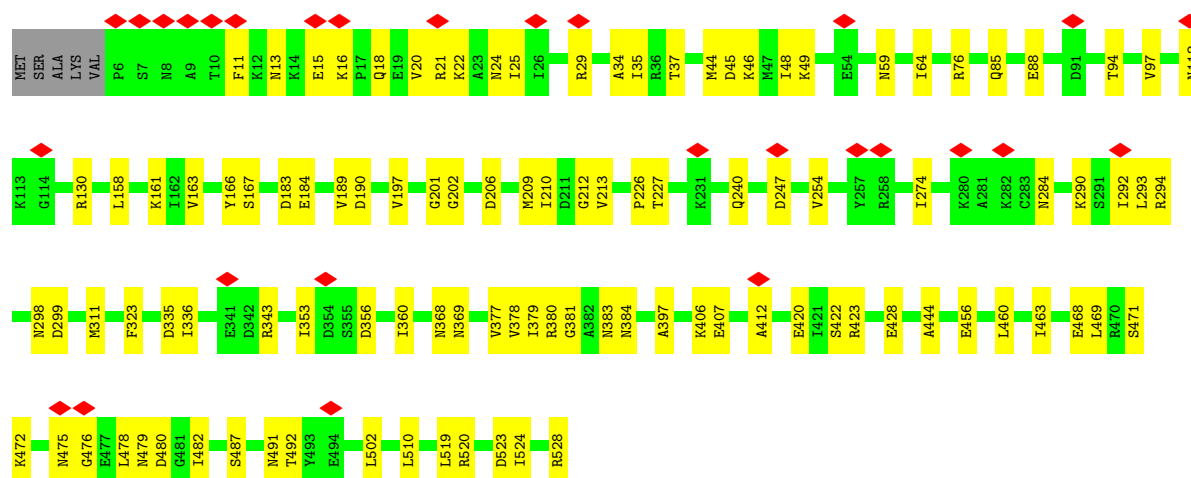 MET SER ALA LYS VAL P6 S7 N8 A9 T10 F11 K12 N13 K14 E15 K16 P17 Q18 E19 V20 R21 K22 A23 N24 I25 I26 R29 A34 I35 R36 T37 M44 D45 K46 M47 I48 K49 E54 N59 I64 R76 Q85 E88 D91 T94 V97
K113 G114 R130 L158 K161 I162 V163 Y166 S167 D183 E184 V189 D190 V197 G201 G202 D206 M209 I210 D211 G212 V213 P226 T227 K231 Q240 D247 V254 Y257 R258 I274 K280 A281 K282 C283 N284 K290 S291 I292 L293 R294
N298 D299 M311 F323 D335 I336 E341 D342 R343 I353 D354 S355 D356 I360 N368 N369 V377 V378 I379 R380 G381 A382 N383 N384 A397 K406 E407 A412 E420 I421 S422 R423 E428 A444 E456 L460 I463 E468 L469 R470 S471
K472 N475 G476 E477 L478 N479 D480 G481 I482 S487 N491 T492 Y493 E494 L502 L510 L519 R520 D523 I524 R528